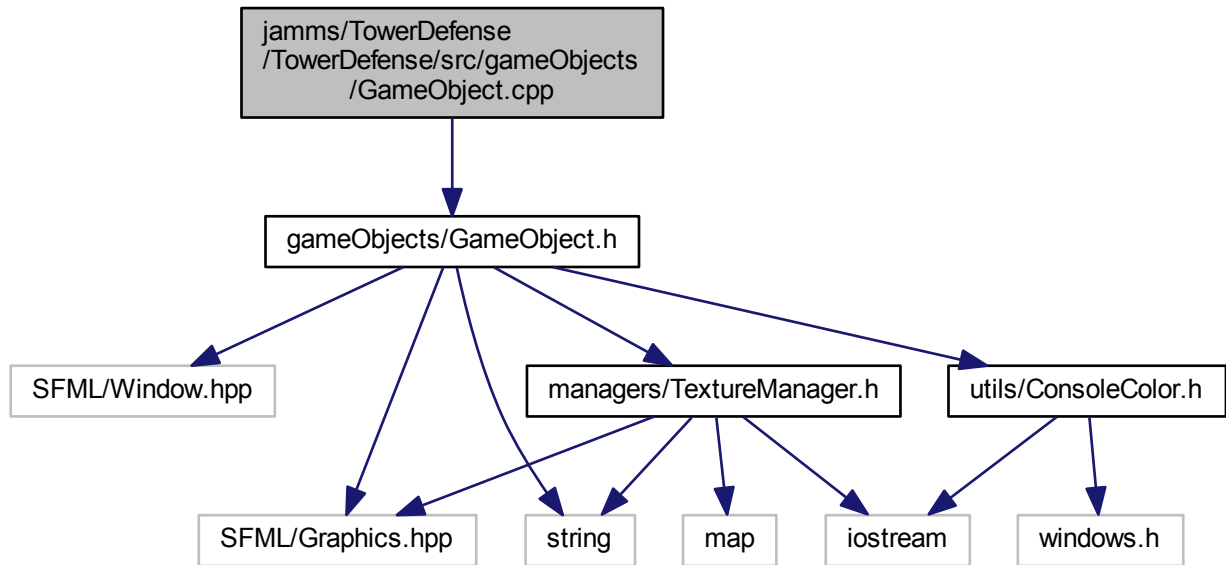 jamms/TowerDefense
/TowerDefense/src/gameObjects
/GameObject.cpp
gameObjects/GameObject.h
SFML/Window.hpp
managers/TextureManager.h
utils/ConsoleColor.h
SFML/Graphics.hpp
string
map
iostream
windows.h